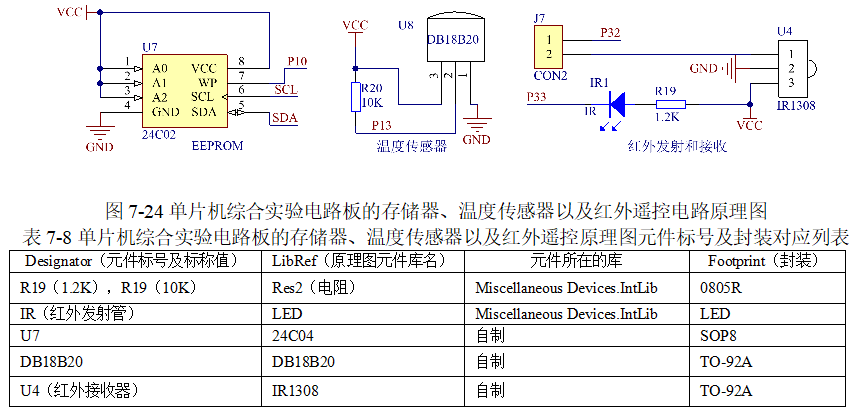 VCC
U7
1 A0 VCC 8 P10
2 A1 WP 7
3 A2 SCL 6 SCL
4 GND SDA 5 SDA
GND
24C02
EEPROM
VCC
U8
DB18B20
3 2 1
R20
10K
P13
GND
温度传感器
J7
1
2
CON2
P32
U4
1
2
3
GND
IR1308
P33
IR1
IR
R19
1.2K
VCC
红外发射和接收
图 7-24 单片机综合实验电路板的存储器、温度传感器以及红外遥控电路原理图
表 7-8 单片机综合实验电路板的存储器、温度传感器以及红外遥控原理图元件标号及封装对应列表
Designator（元件标号及标称值） LibRef（原理图元件库名） 元件所在的库 Footprint（封装）
R19（1.2K），R19（10K） Res2（电阻） Miscellaneous Devices.IntLib 0805R
IR（红外发射管） LED Miscellaneous Devices.IntLib LED
U7 24C04 自制 SOP8
DB18B20 DB18B20 自制 TO-92A
U4（红外接收器） IR1308 自制 TO-92A